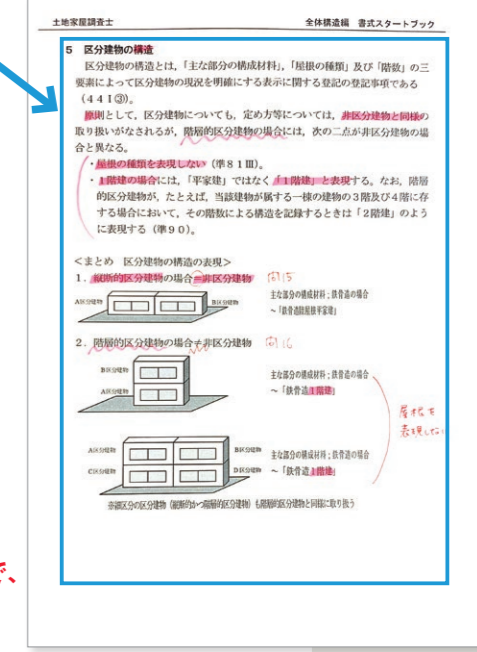 土地家屋調査士
全体構造編 書式スタートブック
5 区分建物の構造
区分建物の構造とは,「主な部分の構成材料」,「屋根の種類」及び「階数」の三
要素によって区分建物の現況を明確にする表示に関する登記の登記事項である
(44Ⅰ③)。
原則として,区分建物についても,定め方等については,非区分建物と同様の
取り扱いがなされるが,階層的区分建物の場合には,次の二点が非区分建物の場
合と異なる。
・屋根の種類を表現しない(準81Ⅲ)。
・1階建の場合には,「平家建」ではなく「1階建」と表現する。なお,階層
的区分建物が,たとえば,当該建物が属する一棟の建物の3階及び4階に存
する場合において,その階数による構造を記録するときは「2階建」のよう
に表現する(準90)。
<まとめ 区分建物の構造の表現>
1.縦断的区分建物の場合=非区分建物 問15
A区分建物
B区分建物
主な部分の構成材料;鉄骨造の場合
~「鉄骨造陸屋根平家建」
2.階層的区分建物の場合≠非区分建物 問16
B区分建物
A区分建物
主な部分の構成材料;鉄骨造の場合
~「鉄骨造1階建」
屋根を
表現しない
A区分建物
B区分建物
C区分建物
D区分建物
主な部分の構成材料;鉄骨造の場合
~「鉄骨造1階建」
(縦断的かつ階層的区分建物)も階層的区分建物と同様に取り扱う
で、